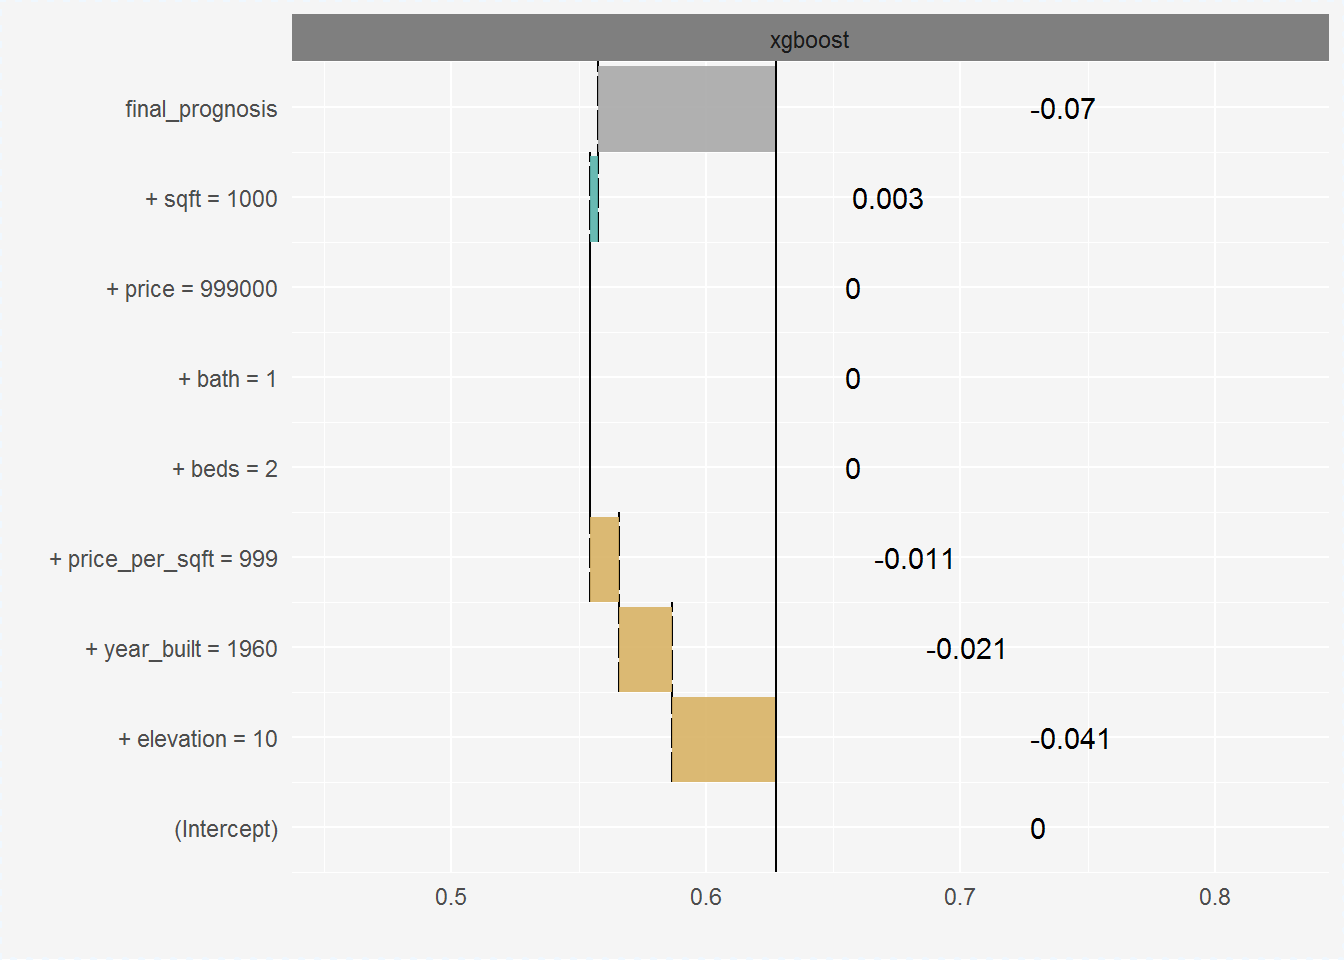 xgboost
final_prognosis -0.07
+ sqft = 1000 0.003
+ price = 999000 0
+ bath = 1 0
+ beds = 2 0
+ price_per_sqft = 999 -0.011
+ year_built = 1960 -0.021
+ elevation = 10 -0.041
(Intercept) 0
0.5 0.6 0.7 0.8